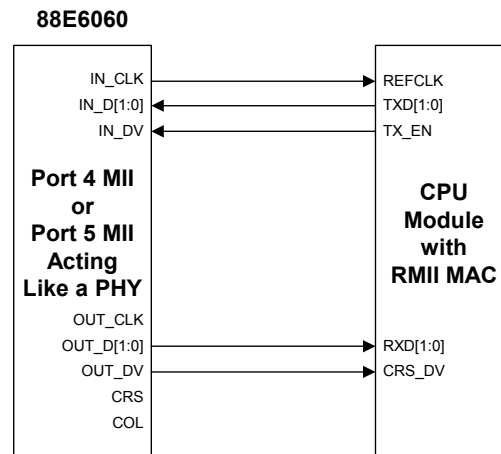 88E6060
IN_CLK
REFCLK
IN_D[1:0]
TXD[1:0]
IN_DV
TX_EN
Port 4 MII
or
Port 5 MII
Acting
Like a PHY
CPU
Module
with
RMII MAC
OUT_CLK
OUT_D[1:0]
RXD[1:0]
OUT_DV
CRS_DV
CRS
COL